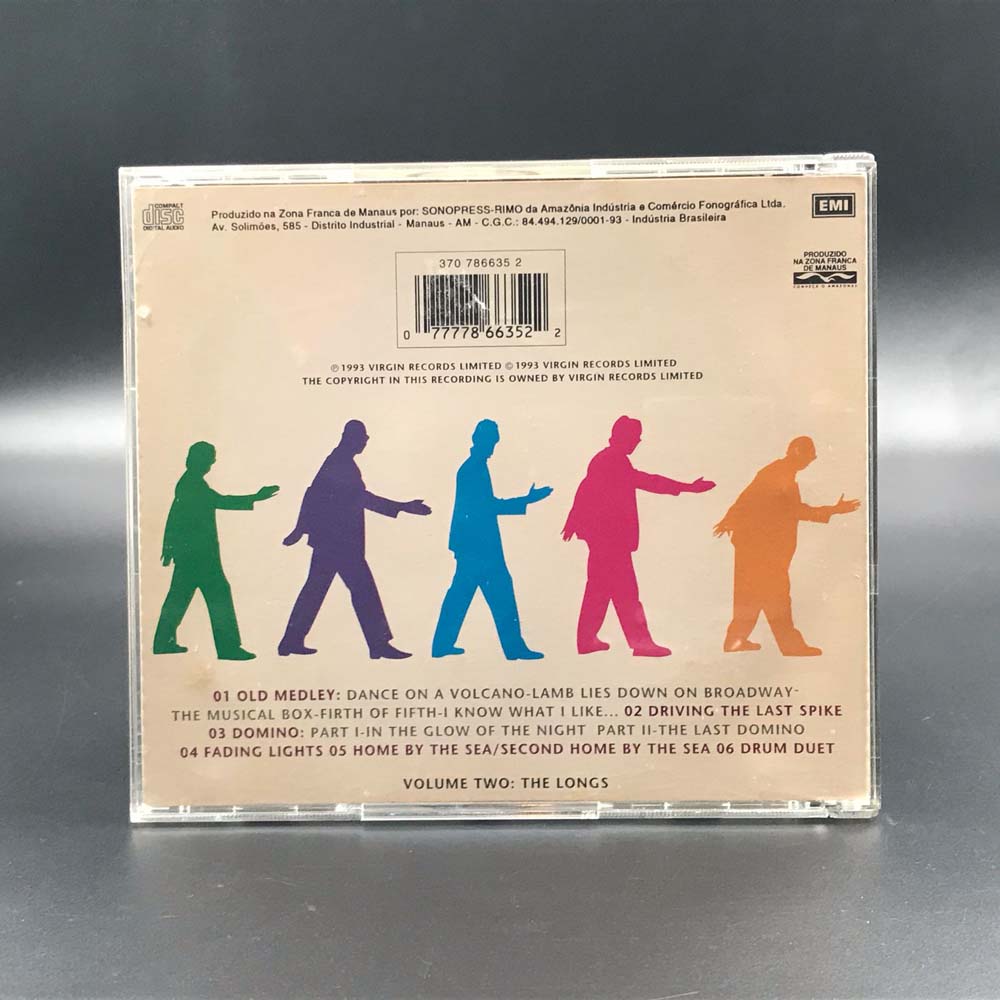 COMPACT
disc
DIGITAL AUDIO
Produzido na Zona Franca de Manaus por: SONOPRESS-RIMO da Amazônia Indústria e Comércio Fonográfica Ltda.
Av. Solimões, 585 - Distrito Industrial - Manaus - AM - C.G.C.: 84.494.129/0001-93 - Indústria Brasileira
EMI
PRODUZIDO
NA ZONA FRANCA
DE MANAUS
CONHEÇA O AMAZONAS
370 786635 2
0 77778 66352 2
℗ 1993 VIRGIN RECORDS LIMITED © 1993 VIRGIN RECORDS LIMITED
THE COPYRIGHT IN THIS RECORDING IS OWNED BY VIRGIN RECORDS LIMITED
01 OLD MEDLEY: DANCE ON A VOLCANO-LAMB LIES DOWN ON BROADWAY-
THE MUSICAL BOX-FIRTH OF FIFTH-I KNOW WHAT I LIKE... 02 DRIVING THE LAST SPIKE
03 DOMINO: PART I-IN THE GLOW OF THE NIGHT PART II-THE LAST DOMINO
04 FADING LIGHTS 05 HOME BY THE SEA/SECOND HOME BY THE SEA 06 DRUM DUET
VOLUME TWO: THE LONGS